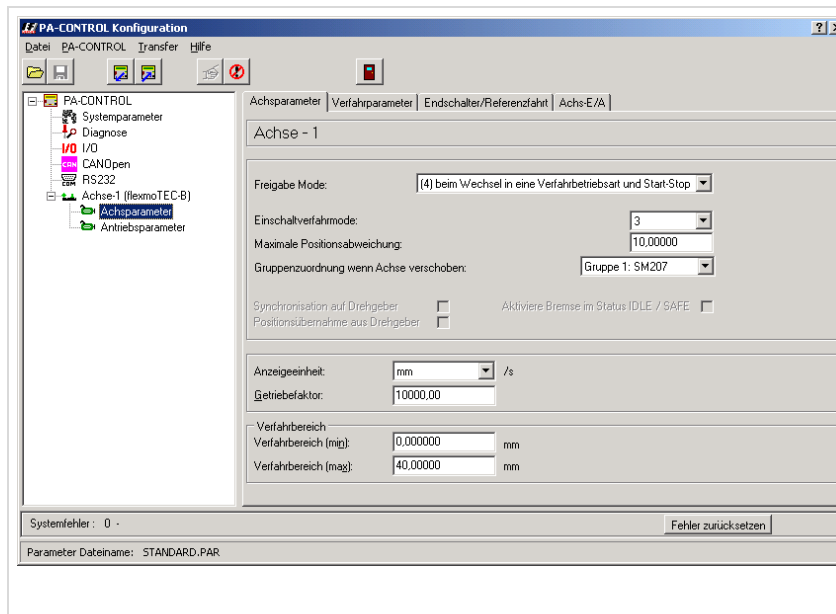 PA-CONTROL Konfiguration
Datei PA-CONTROL Transfer Hilfe
PA-CONTROL
Systemparameter
Diagnose
I/O I/O
CAN CANOpen
COM RS232
Achse-1 (flexmoTEC-B)
Achsparameter
Antriebsparameter
Achsparameter Verfahrparameter Endschalter/Referenzfahrt Achs-E/A
Achse - 1
Freigabe Mode: (4) beim Wechsel in eine Verfahrbetriebsart und Start-Stop
Einschaltverfahrmode: 3
Maximale Positionsabweichung: 10,00000
Gruppenzuordnung wenn Achse verschoben: Gruppe 1: SM207
Synchronisation auf Drehgeber Aktiviere Bremse im Status IDLE / SAFE
Positionsübernahme aus Drehgeber
Anzeigeeinheit: mm /s
Getriebefaktor: 10000,00
Verfahrbereich
Verfahrbereich (min): 0,000000 mm
Verfahrbereich (max): 40,00000 mm
Systemfehler : 0 - Fehler zurücksetzen
Parameter Dateiname: STANDARD.PAR